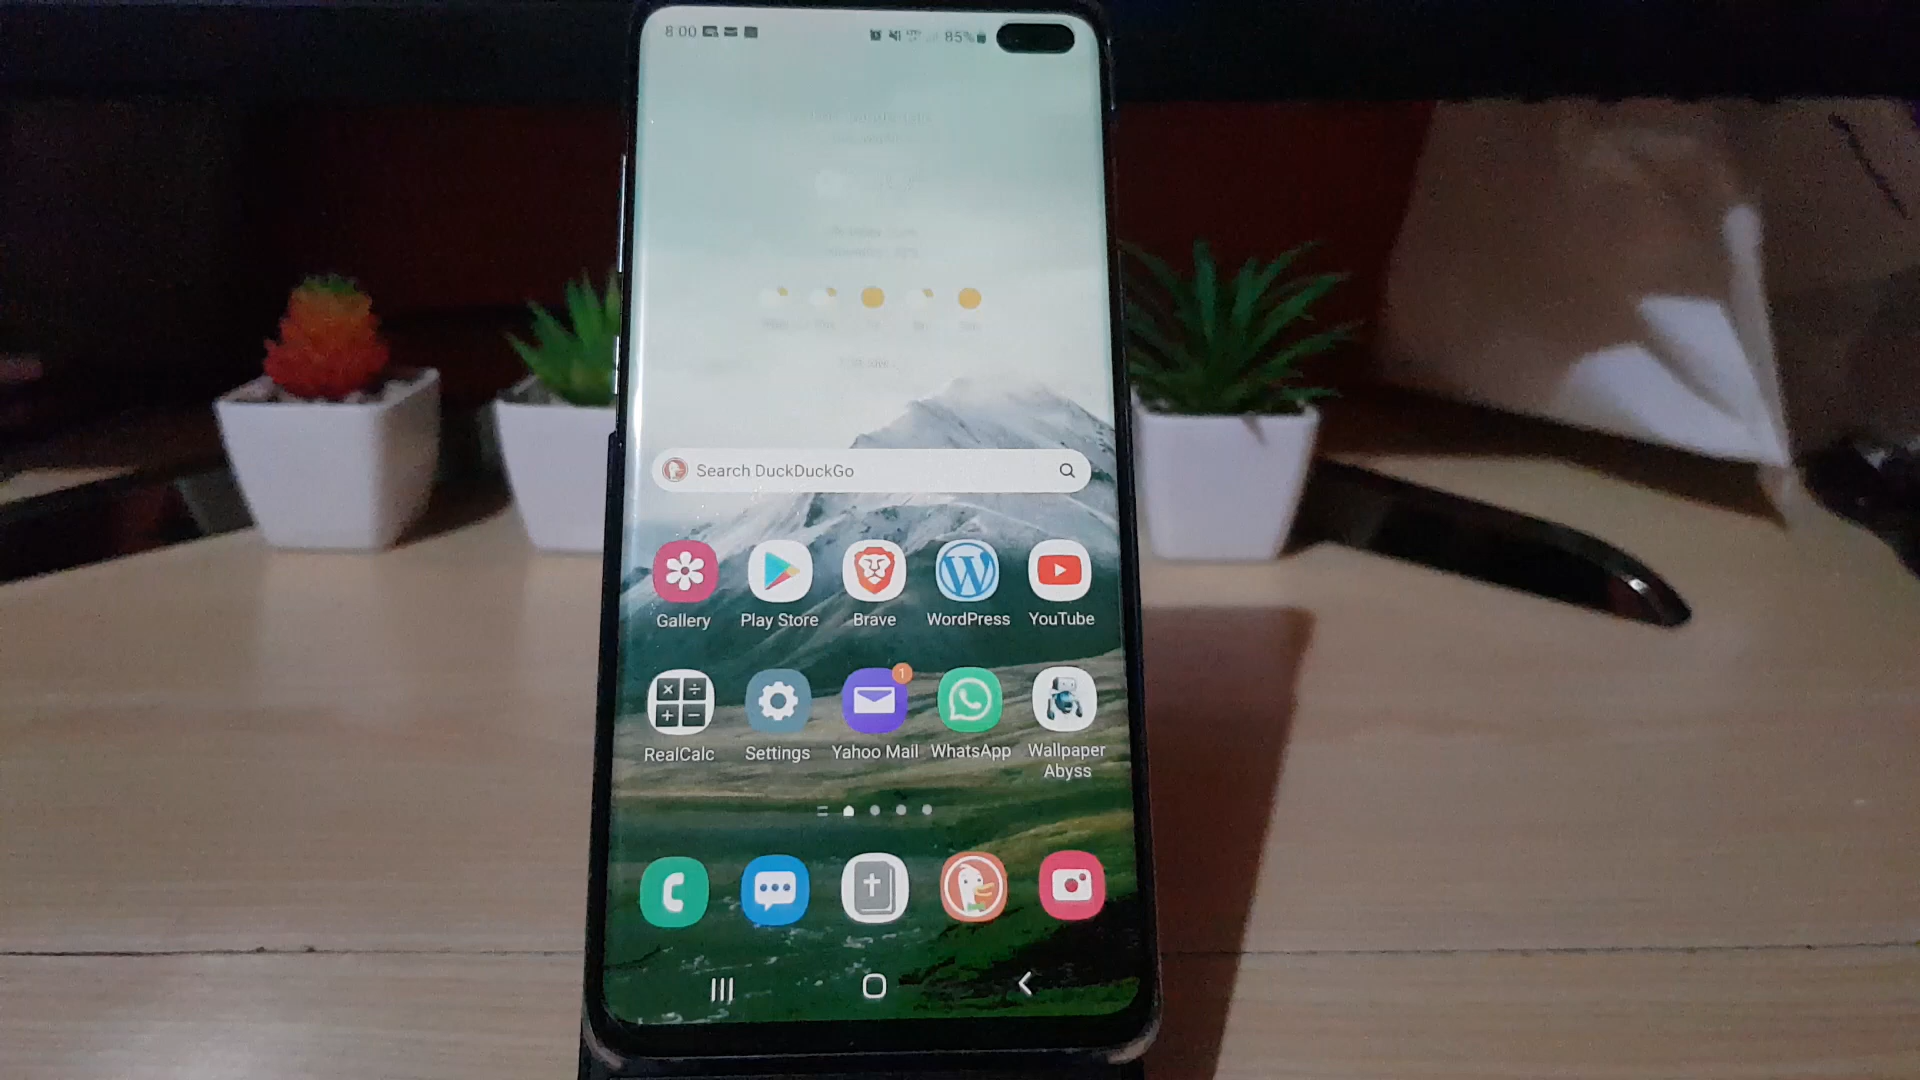 8:00 85%
Search DuckDuckGo
Gallery Play Store Brave WordPress YouTube
1
RealCalc Settings Yahoo Mail WhatsApp Wallpaper
Abyss